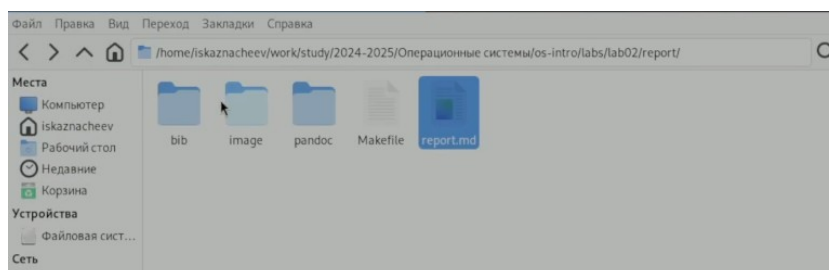 Файл Правка Вид Переход Закладки Справка
/home/iskaznacheev/work/study/2024-2025/Операционные системы/os-intro/labs/lab02/report/
Места
Компьютер
iskaznacheev
Рабочий стол
Недавние
Корзина
Устройства
Файловая сист...
Сеть
bib image pandoc Makefile report.md